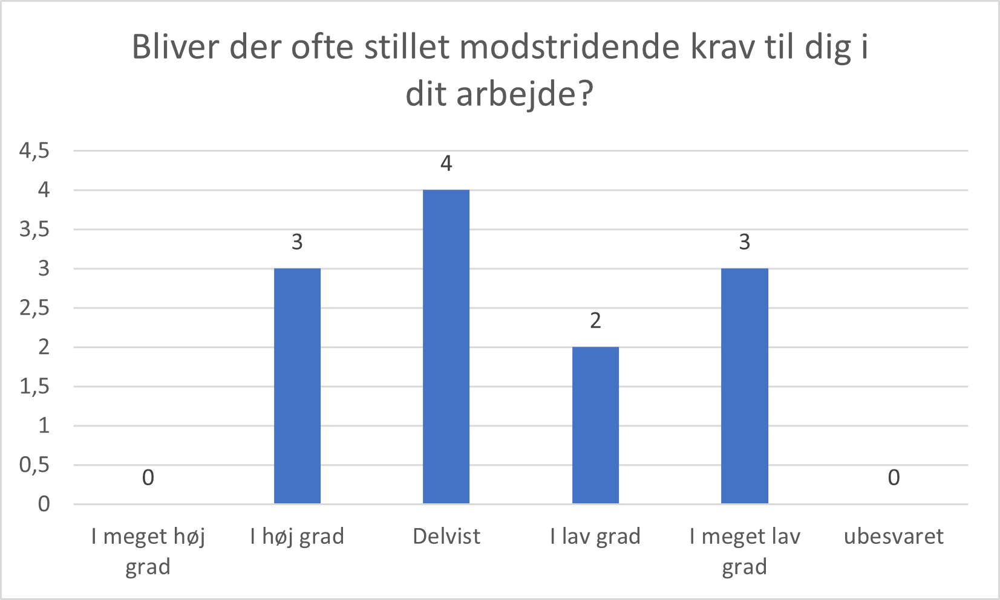 Bliver der ofte stillet modstridende krav til dig i
dit arbejde?
4,5
4
3,5
3
2,5
2
1,5
1
0,5
0
0
3
4
2
3
0
I meget høj
grad
I høj grad
Delvist
I lav grad
I meget lav
grad
ubesvaret